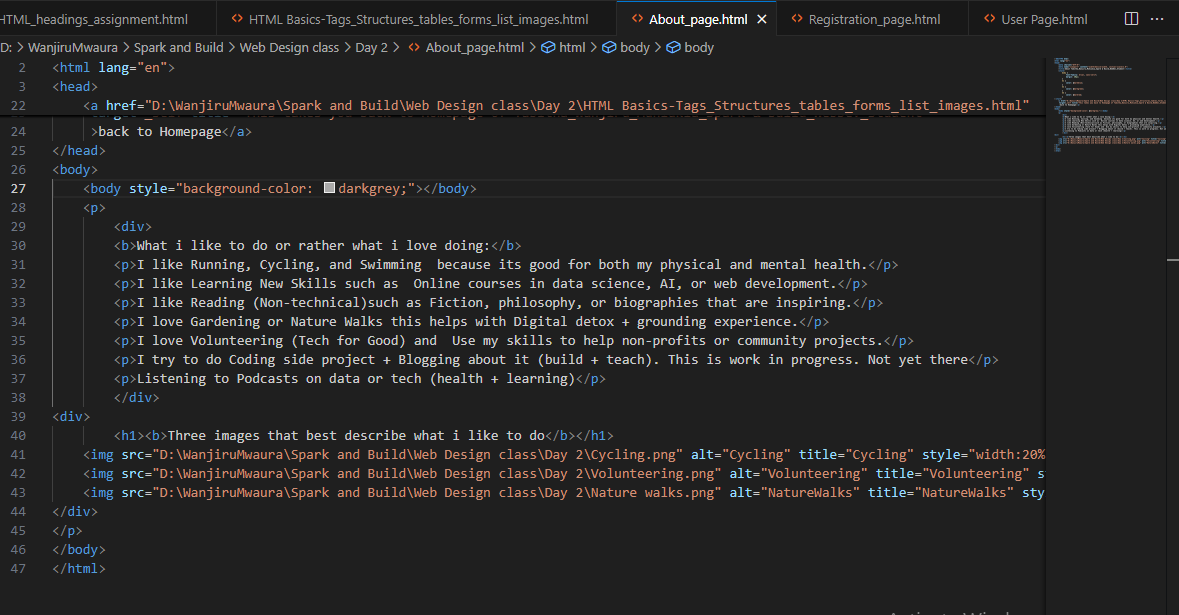 HTML_headings_assignment.html HTML Basics-Tags_Structures_tables_forms_list_images.html About_page.html Registration_page.html User Page.html
D: > WanjiruMwaura > Spark and Build > Web Design class > Day 2 > About_page.html > html > body > body
2 <html lang="en">
3 <head>
22 <a href="D:\WanjiruMwaura\Spark and Build\Web Design class\Day 2\HTML Basics-Tags_Structures_tables_forms_list_images.html"
24 >back to Homepage</a>
25 </head>
26 <body>
27 <body style="background-color: darkgrey;"></body>
28 <p>
29 <div>
30 <b>What i like to do or rather what i love doing:</b>
31 <p>I like Running, Cycling, and Swimming  because its good for both my physical and mental health.</p>
32 <p>I like Learning New Skills such as  Online courses in data science, AI, or web development.</p>
33 <p>I like Reading (Non-technical)such as Fiction, philosophy, or biographies that are inspiring.</p>
34 <p>I love Gardening or Nature Walks this helps with Digital detox + grounding experience.</p>
35 <p>I love Volunteering (Tech for Good) and  Use my skills to help non-profits or community projects.</p>
36 <p>I try to do Coding side project + Blogging about it (build + teach). This is work in progress. Not yet there</p>
37 <p>Listening to Podcasts on data or tech (health + learning)</p>
38 </div>
39 <div>
40 <h1><b>Three images that best describe what i like to do</b></h1>
41 <img src="D:\WanjiruMwaura\Spark and Build\Web Design class\Day 2\Cycling.png" alt="Cycling" title="Cycling" style="width:20%
42 <img src="D:\WanjiruMwaura\Spark and Build\Web Design class\Day 2\Volunteering.png" alt="Volunteering" title="Volunteering" s
43 <img src="D:\WanjiruMwaura\Spark and Build\Web Design class\Day 2\Nature walks.png" alt="NatureWalks" title="NatureWalks" sty
44 </div>
45 </p>
46 </body>
47 </html>